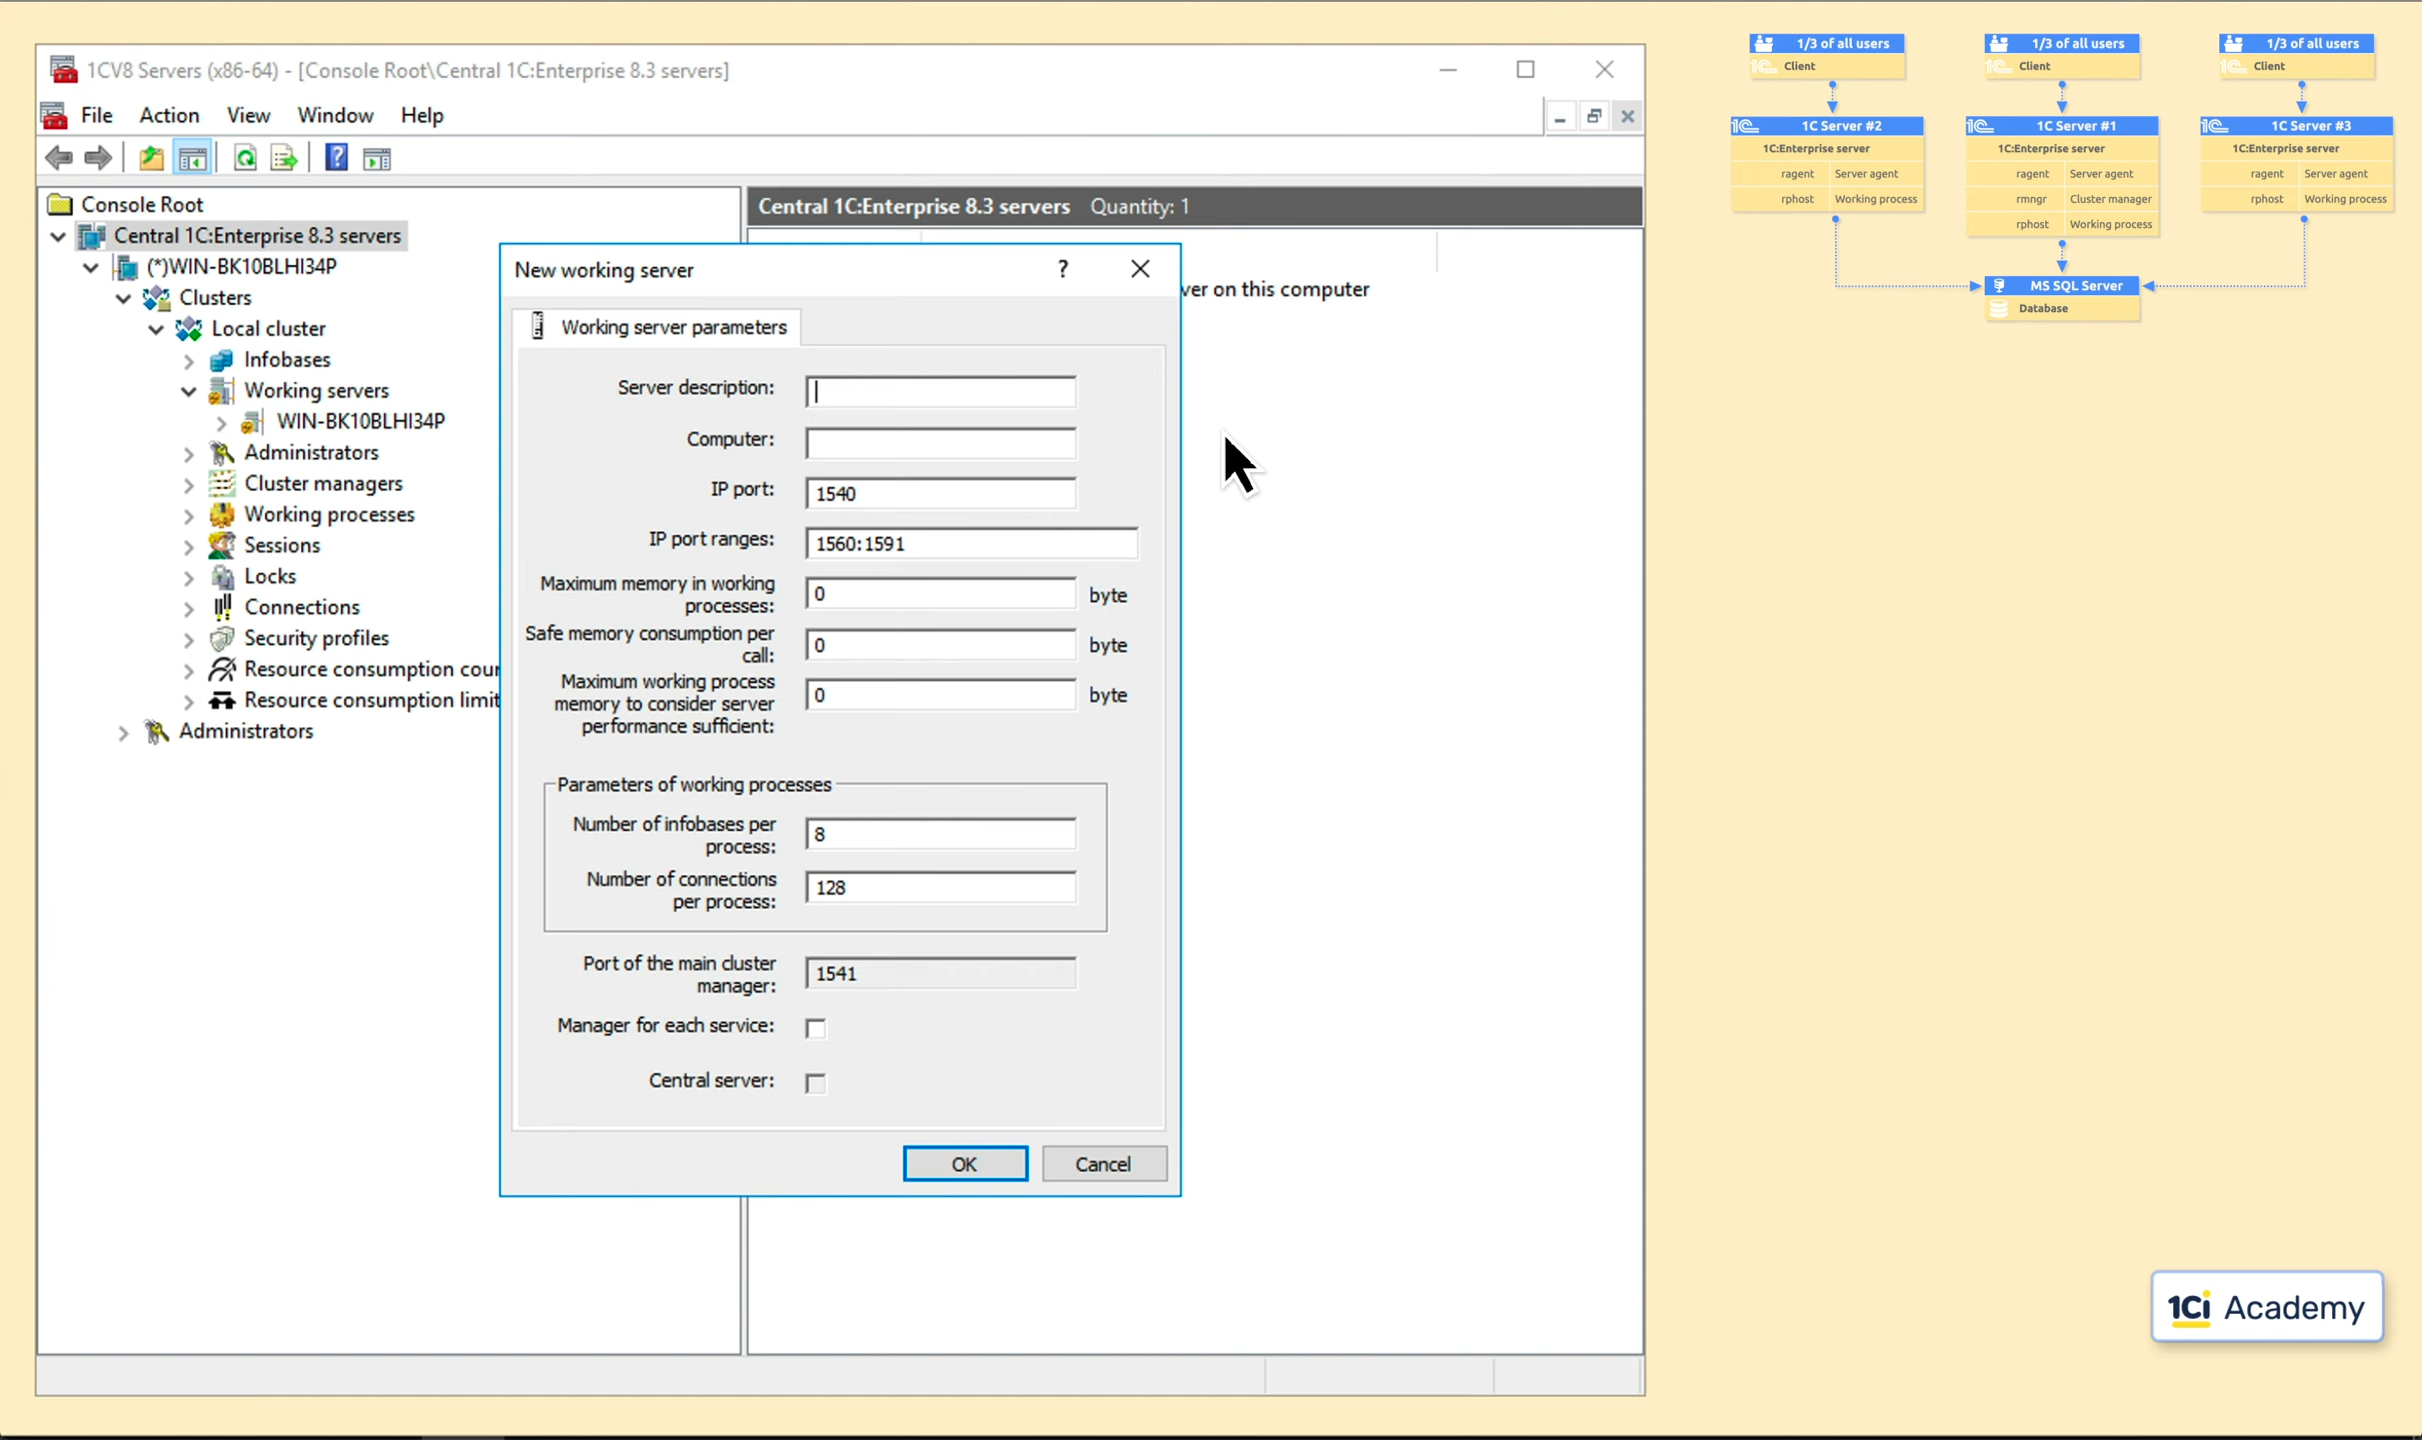 1CV8 Servers (x86-64) - [Console Root\Central 1C:Enterprise 8.3 servers]
File Action View Window Help
Console Root
Central 1C:Enterprise 8.3 servers
(*)WIN-BK10BLHI34P
Clusters
Local cluster
Infobases
Working servers
WIN-BK10BLHI34P
Administrators
Cluster managers
Working processes
Sessions
Locks
Connections
Security profiles
Resource consumption cour
Resource consumption limit
Administrators
Central 1C:Enterprise 8.3 servers Quantity: 1
ver on this computer
New working server
?
Working server parameters
Server description:
Computer:
IP port: 1540
IP port ranges: 1560:1591
Maximum memory in working
processes: 0 byte
Safe memory consumption per
call: 0 byte
Maximum working process
memory to consider server
performance sufficient: 0 byte
Parameters of working processes
Number of infobases per
process: 8
Number of connections
per process: 128
Port of the main cluster
manager: 1541
Manager for each service:
Central server:
OK Cancel
1/3 of all users
Client
1/3 of all users
Client
1/3 of all users
Client
1C Server #2
1C:Enterprise server
ragent Server agent
rphost Working process
1C Server #1
1C:Enterprise server
ragent Server agent
rmngr Cluster manager
rphost Working process
1C Server #3
1C:Enterprise server
ragent Server agent
rphost Working process
MS SQL Server
Database
1Ci Academy